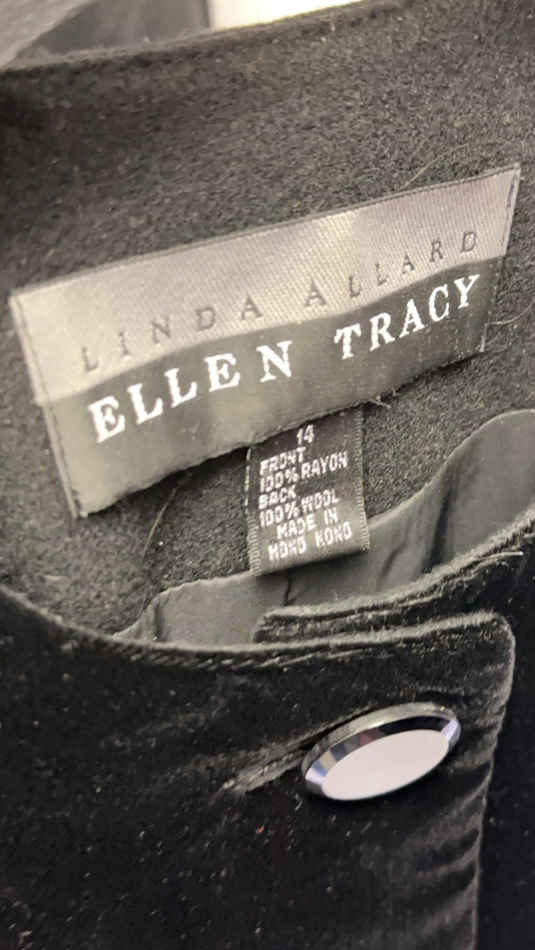 LINDA ALLARD
ELLEN TRACY
14
FRONT
100% RAYON
BACK
100% WOOL
MADE IN
HONG KONG